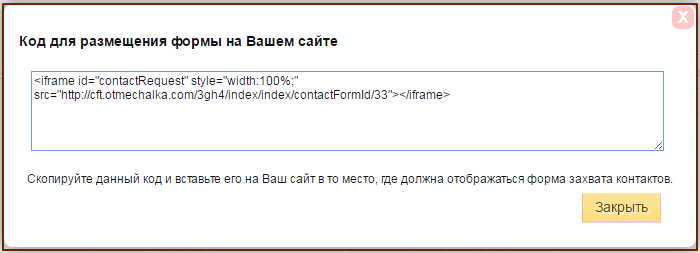 X
Код для размещения формы на Вашем сайте
<iframe id="contactRequest" style="width:100%;"
src="http://cft.otmechalka.com/3gh4/index/index/contactFormId/33"></iframe>
Скопируйте данный код и вставьте его на Ваш сайт в то место, где должна отображаться форма захвата контактов.
Закрыть